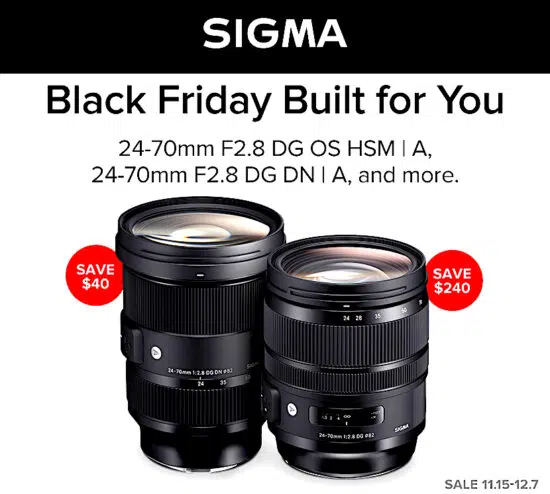 SIGMA
Black Friday Built for You
24-70mm F2.8 DG OS HSM | A,
24-70mm F2.8 DG DN | A, and more.
SAVE
$40
SAVE
$240
24 28 35 50
24-70mm 1:2.8 DG DN ø82
24 35
A
A
SIGMA
24-70mm 1:2.8 DG ø82
SALE 11.15-12.7